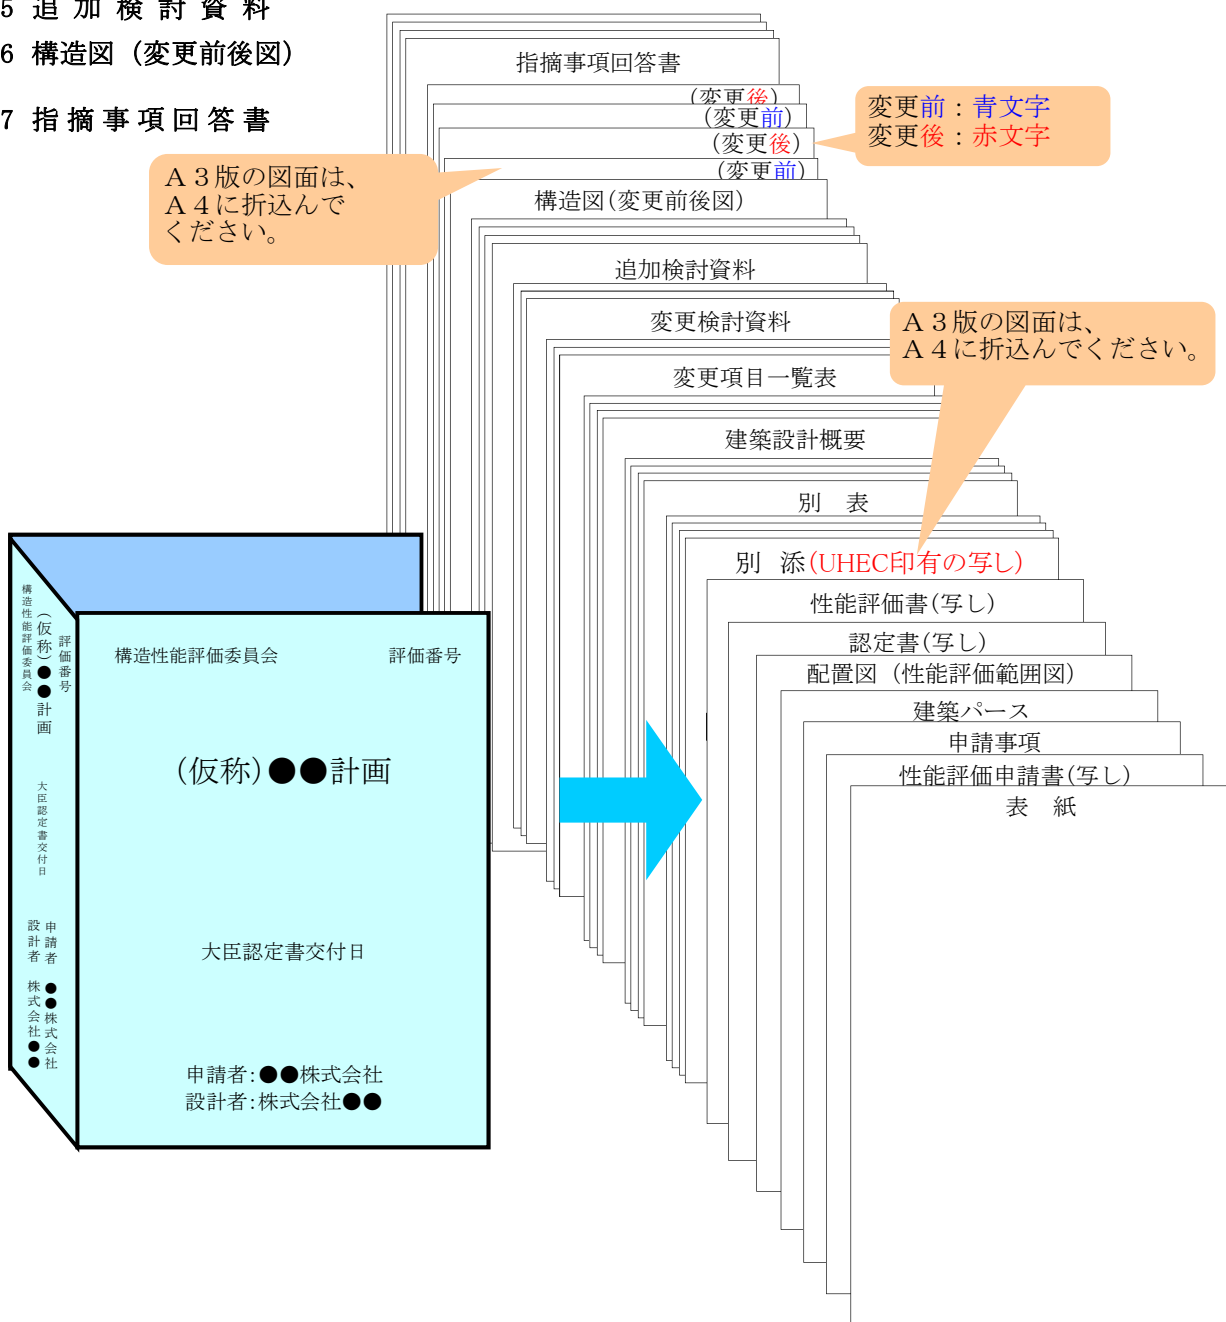 5 追加検討資料
6 構造図（変更前後図）
7 指摘事項回答書
指摘事項回答書
(変更後)
(変更前)
(変更後)
(変更前)
変更前：青文字
変更後：赤文字
Ａ３版の図面は、
Ａ４に折込んで
ください。
構造図(変更前後図)
追加検討資料
変更検討資料
Ａ３版の図面は、
Ａ４に折込んでください。
変更項目一覧表
建築設計概要
別　表
別　添(UHEC印有の写し)
性能評価書(写し)
認定書(写し)
配置図（性能評価範囲図）
建築パース
申請事項
性能評価申請書(写し)
表　紙
評価番号
（仮称）●●計画
構造性能評価委員会
大臣認定書交付日
申請者　●●株式会社
設計者　株式会社●●
構造性能評価委員会　評価番号
(仮称)●●計画
大臣認定書交付日
申請者:●●株式会社
設計者:株式会社●●